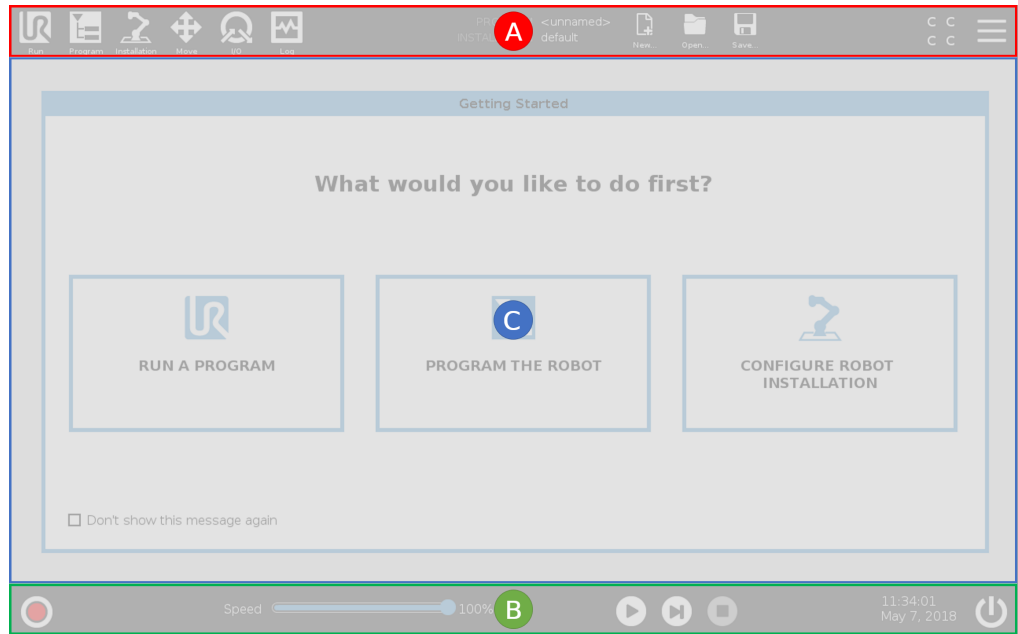 Run Program Installation Move I/O Log
PR
<unnamed>
INSTAL
default
A
New... Open... Save...
C C
C C
Getting Started
What would you like to do first?
C
RUN A PROGRAM
PROGRAM THE ROBOT
CONFIGURE ROBOT
INSTALLATION
Don't show this message again
Speed
100%
B
11:34:01
May 7, 2018